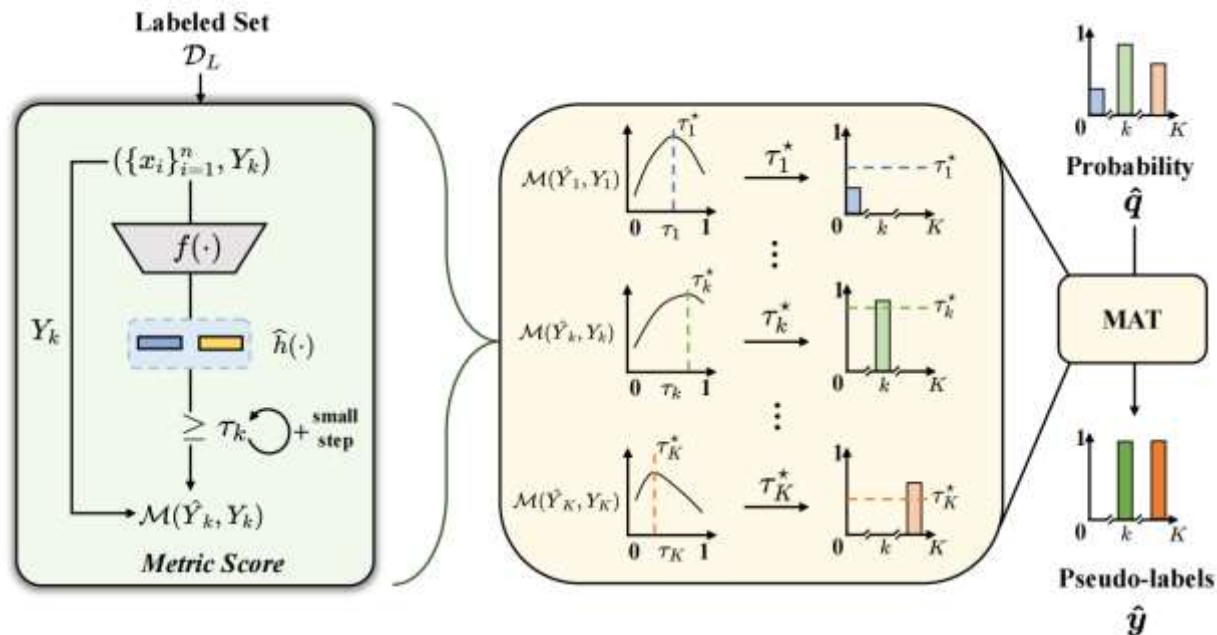 Labeled Set
𝒟_L
({x_i}_{i=1}^n, Y_k)
f(·)
Y_k
ĥ(·)
≥ τ_k + small step
ℳ(Ŷ_k, Y_k)
Metric Score
ℳ(Ŷ_1, Y_1)
τ_1^⋆
0 τ_1 1
τ_1^⋆
1
τ_1^⋆
0 k K
⋮
ℳ(Ŷ_k, Y_k)
τ_k^⋆
0 τ_k 1
τ_k^⋆
1
τ_k^⋆
0 k K
⋮
ℳ(Ŷ_K, Y_K)
τ_K^⋆
0 τ_K 1
τ_K^⋆
1
τ_K^⋆
0 k K
1
0 k K
Probability
q̂
MAT
1
0 k K
Pseudo-labels
ŷ